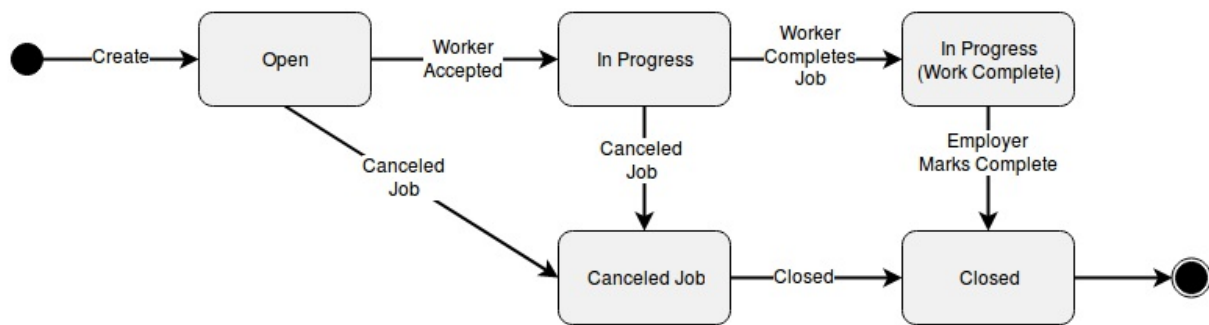 Create
Open
Worker
Accepted
In Progress
Worker
Completes
Job
In Progress
(Work Complete)
Canceled
Job
Canceled
Job
Employer
Marks Complete
Canceled Job
Closed
Closed